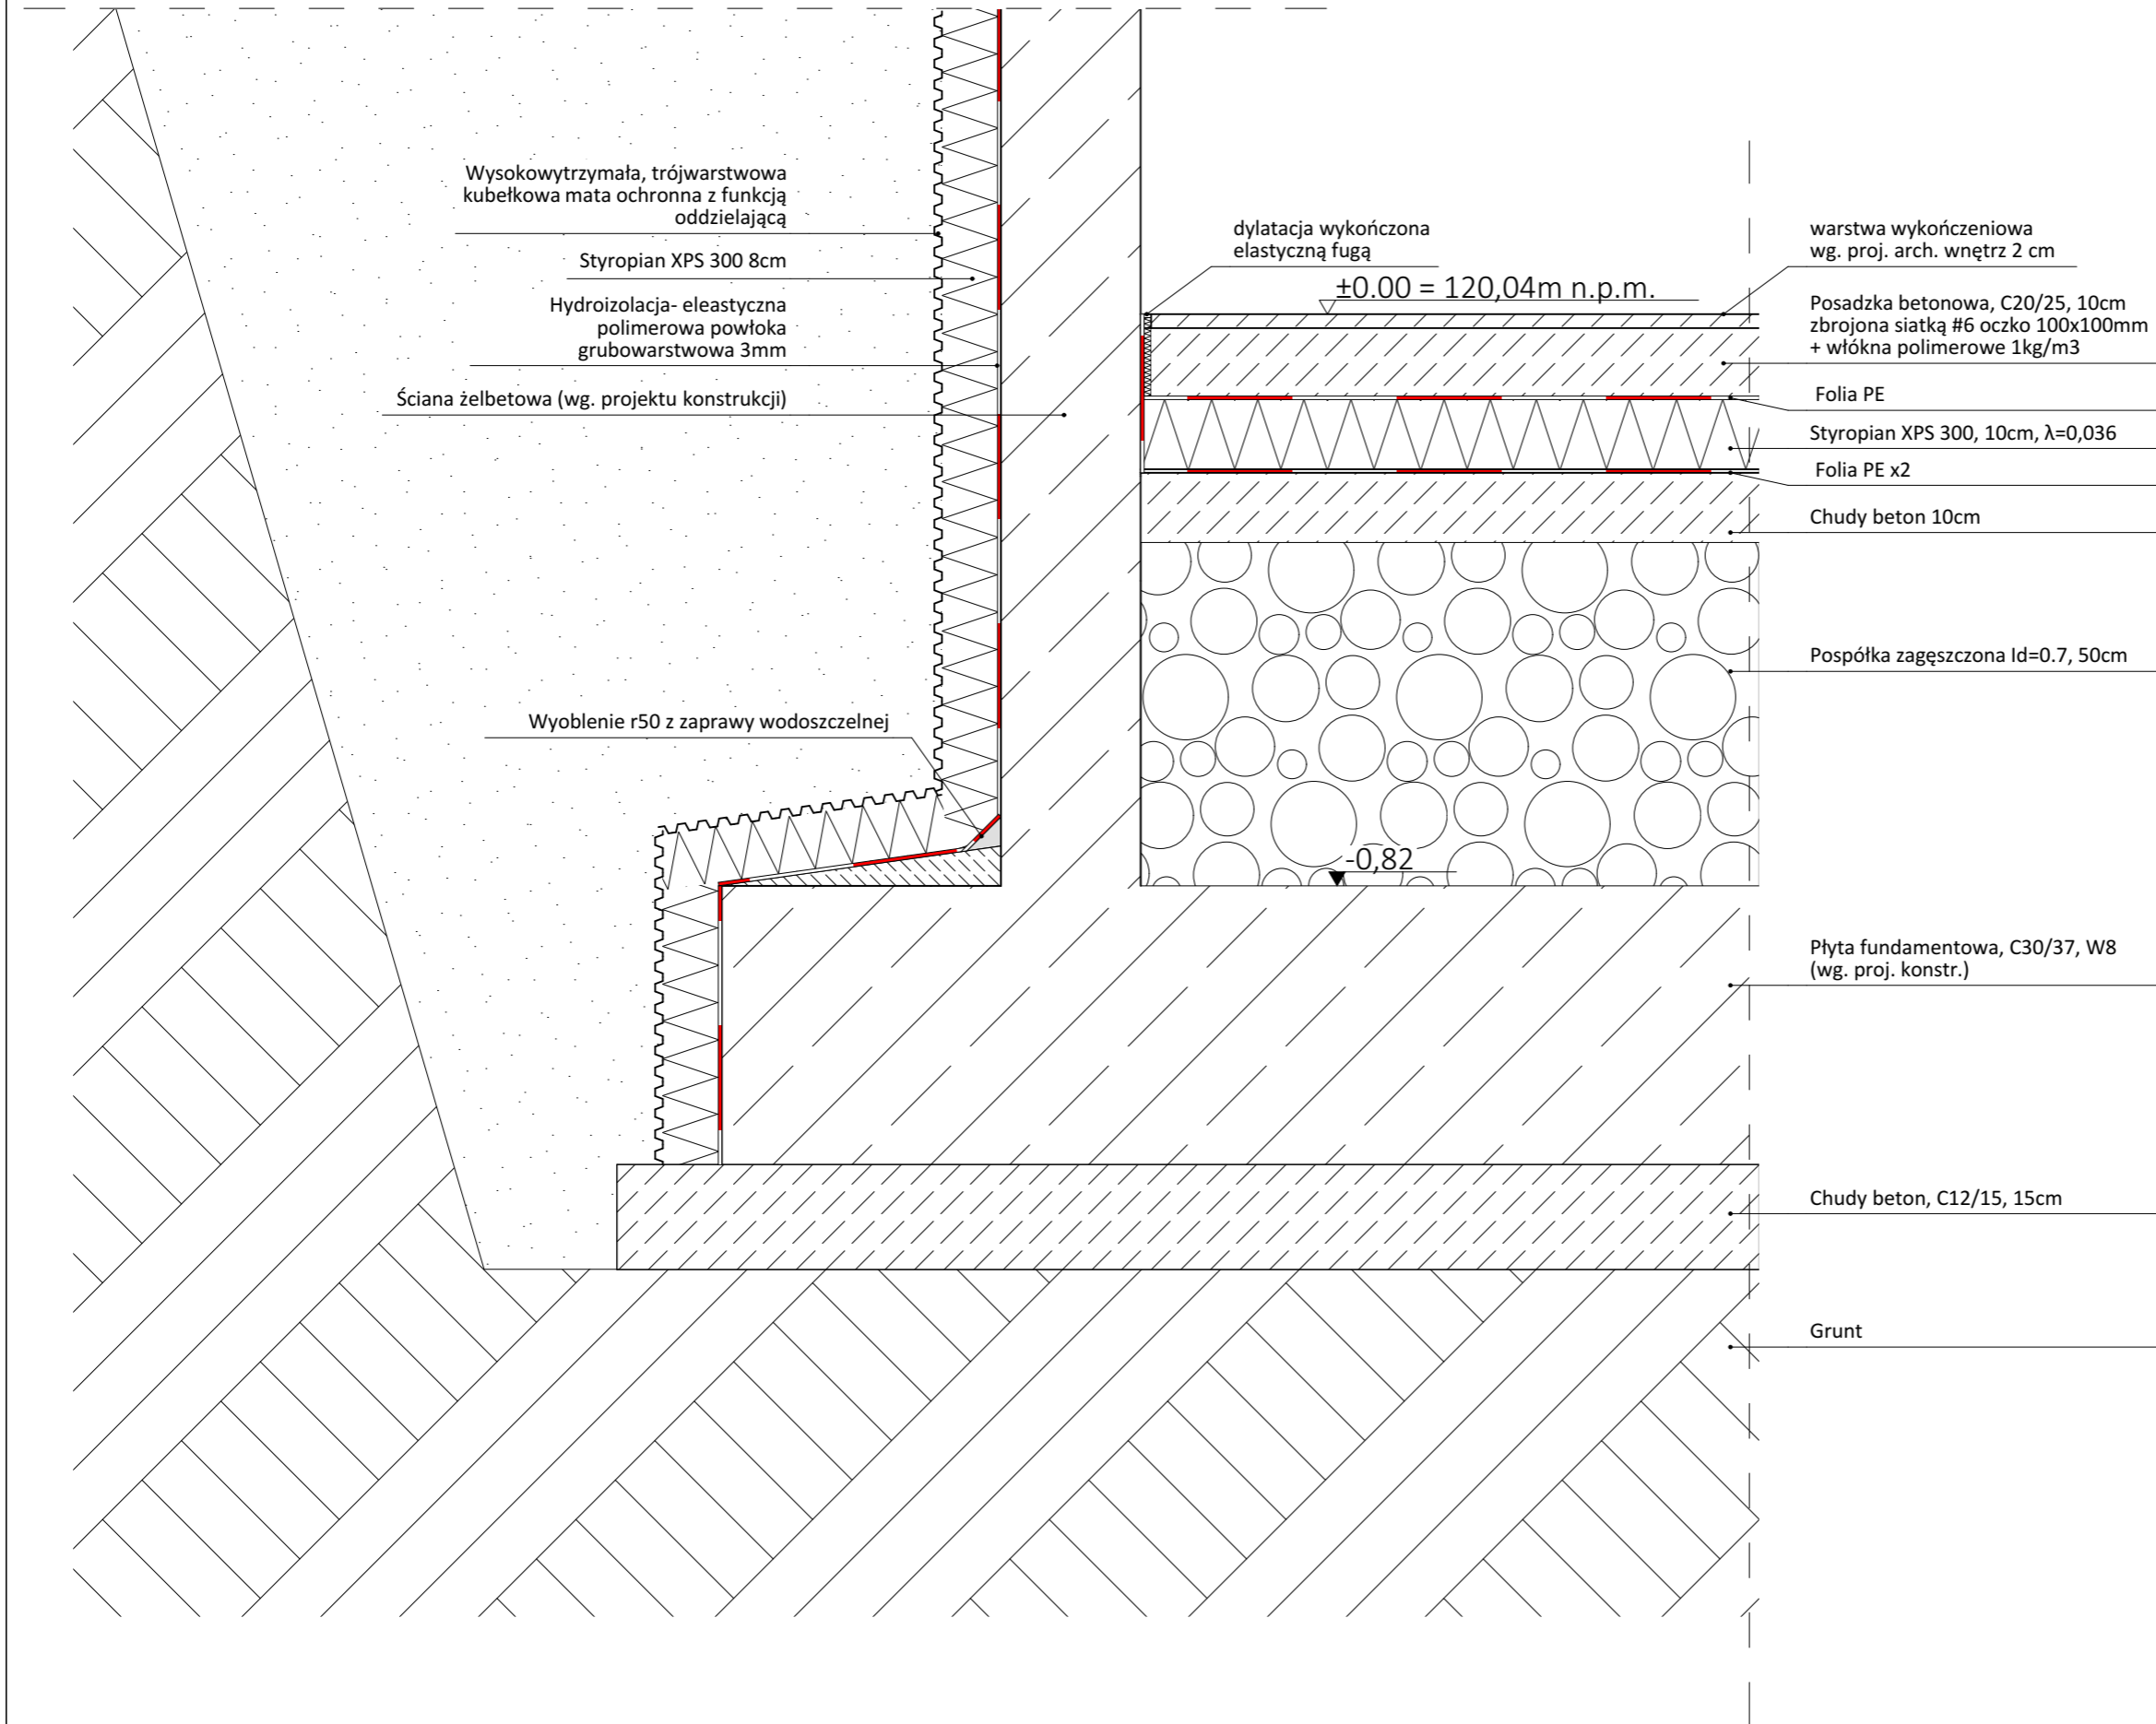 Wysokowytrzymała, trójwarstwowa
kubełkowa mata ochronna z funkcją
oddzielającą
Styropian XPS 300 8cm
Hydroizolacja- eleastyczna
polimerowa powłoka
grubowarstwowa 3mm
Ściana żelbetowa (wg. projektu konstrukcji)
Wyoblenie r50 z zaprawy wodoszczelnej
dylatacja wykończona
elastyczną fugą
±0.00 = 120,04m n.p.m.
-0,82
warstwa wykończeniowa
wg. proj. arch. wnętrz 2 cm
Posadzka betonowa, C20/25, 10cm
zbrojona siatką #6 oczko 100x100mm
+ włókna polimerowe 1kg/m3
Folia PE
Styropian XPS 300, 10cm, λ=0,036
Folia PE x2
Chudy beton 10cm
Pospółka zagęszczona Id=0.7, 50cm
Płyta fundamentowa, C30/37, W8
(wg. proj. konstr.)
Chudy beton, C12/15, 15cm
Grunt